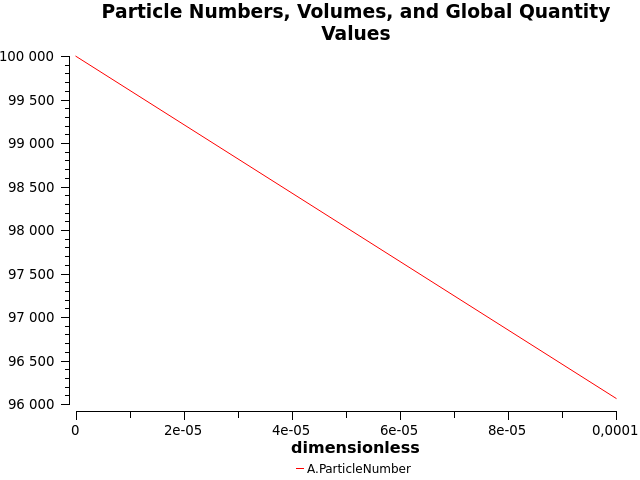 Particle Numbers, Volumes, and Global Quantity
Values
100 000
99 500
99 000
98 500
98 000
97 500
97 000
96 500
96 000
0 2e-05 4e-05 6e-05 8e-05 0,0001
dimensionless
A.ParticleNumber